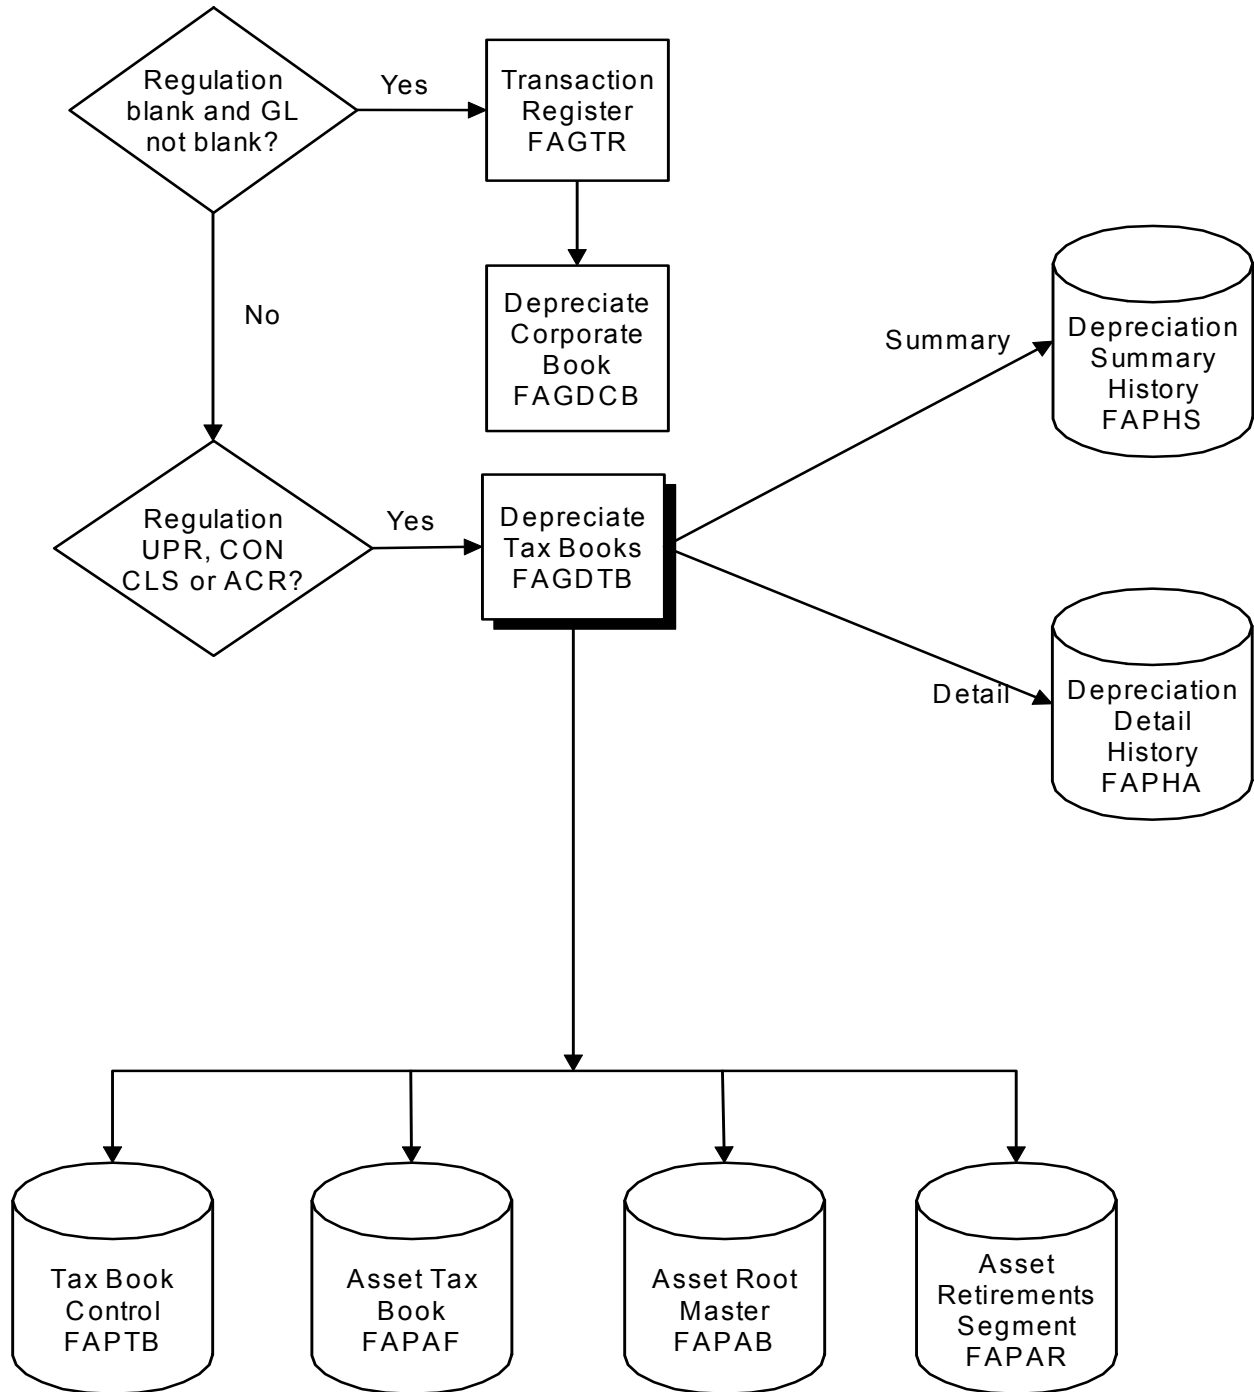 Regulation
blank and GL
not blank?
Yes
Transaction
Register
FAGTR
No
Depreciate
Corporate
Book
FAGDCB
Summary
Depreciation
Summary
History
FAPHS
Regulation
UPR, CON
CLS or ACR?
Yes
Depreciate
Tax Books
FAGDTB
Detail
Depreciation
Detail
History
FAPHA
Tax Book
Control
FAPTB
Asset Tax
Book
FAPAF
Asset Root
Master
FAPAB
Asset
Retirements
Segment
FAPAR